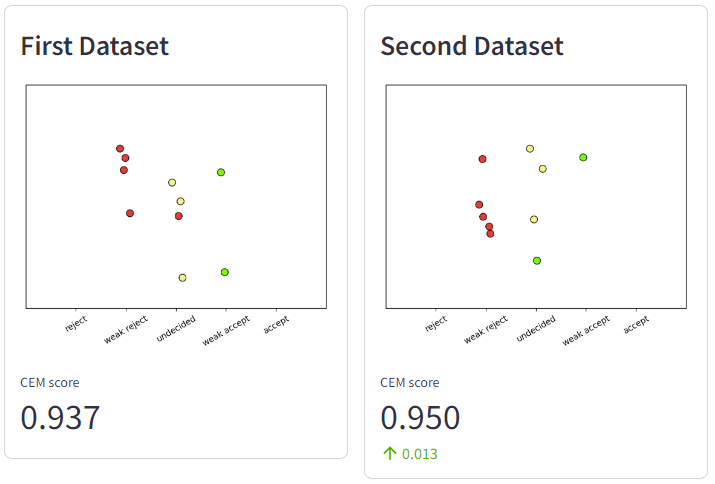 First Dataset
reject
weak reject
undecided
weak accept
accept
CEM score
0.937
Second Dataset
reject
weak reject
undecided
weak accept
accept
CEM score
0.950
↑ 0.013